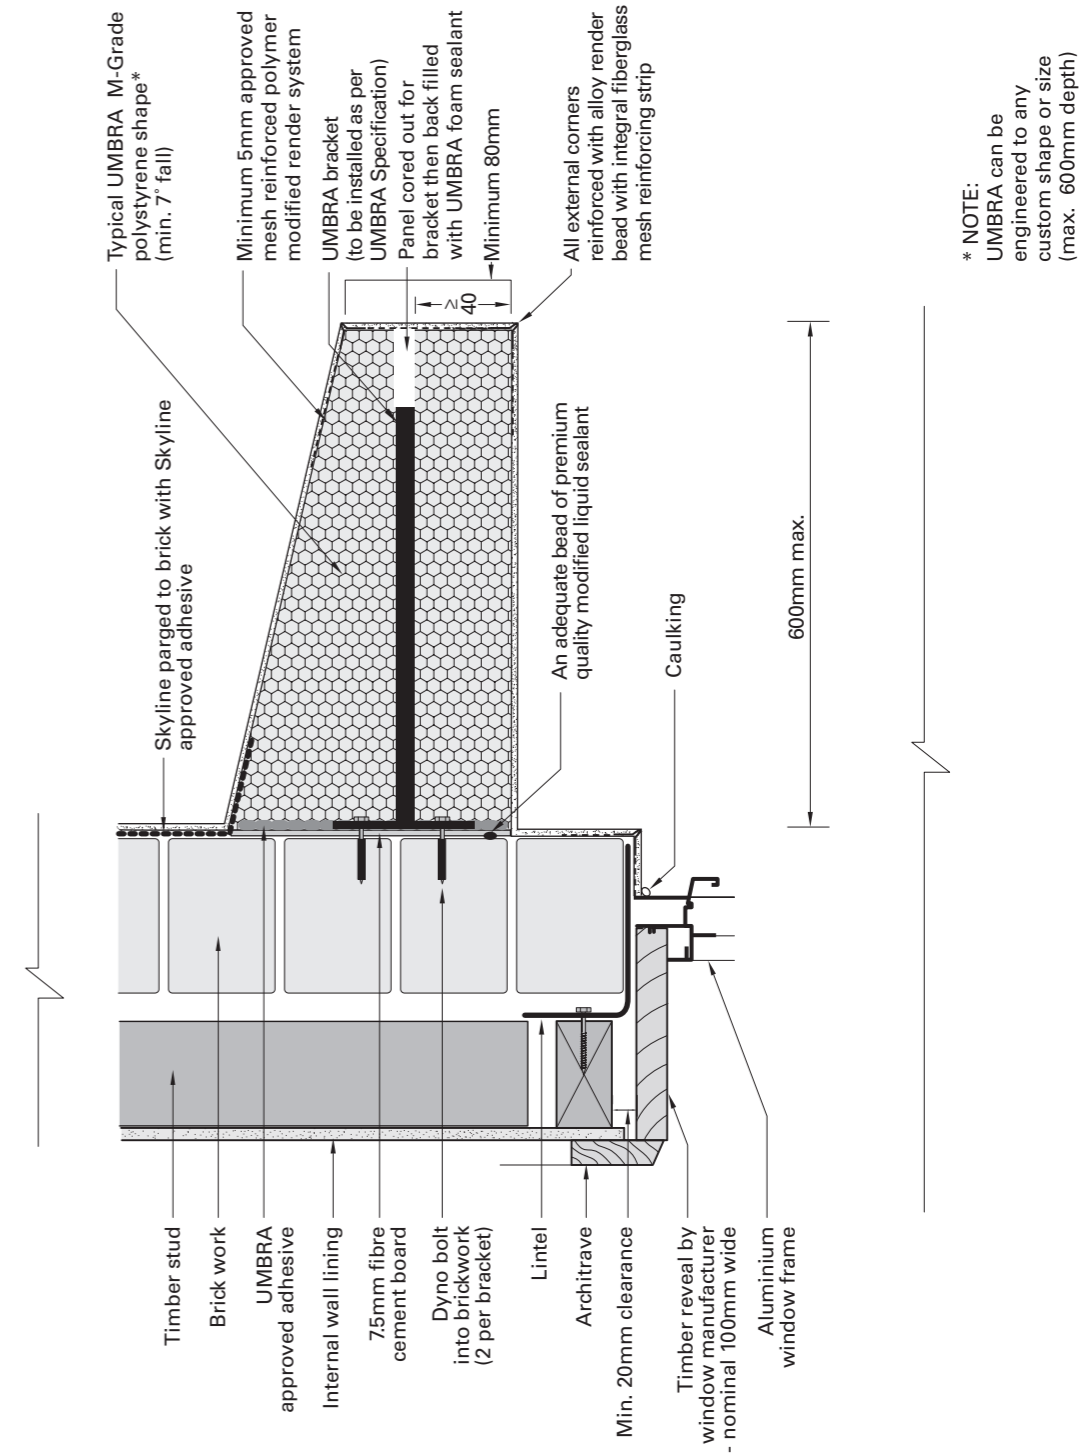 Typical UMBRA M-Grade
polystyrene shape*
(min. 7° fall)
Minimum 5mm approved
mesh reinforced polymer
modified render system
UMBRA bracket
(to be installed as per
UMBRA Specification)
Panel cored out for
bracket then back filled
with UMBRA foam sealant
Minimum 80mm
All external corners
reinforced with alloy render
bead with integral fiberglass
mesh reinforcing strip
≥
40
* NOTE:
UMBRA can be
engineered to any
custom shape or size
(max. 600mm depth)
Skyline parged to brick with Skyline
approved adhesive
An adequate bead of premium
quality modified liquid sealant
Caulking
600mm max.
Timber stud
Brick work
UMBRA
approved adhesive
Internal wall lining
7.5mm fibre
cement board
Dyno bolt
into brickwork
(2 per bracket)
Lintel
Architrave
Min. 20mm clearance
Timber reveal by
window manufacturer
- nominal 100mm wide
Aluminium
window frame